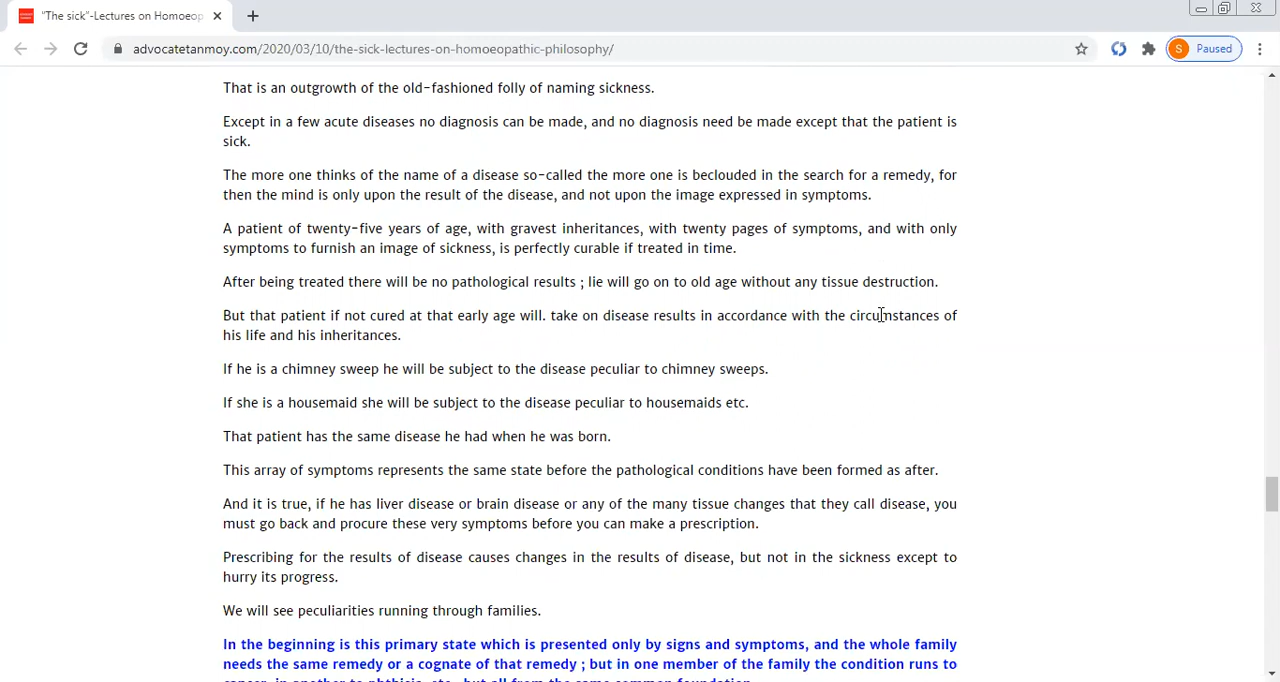 "The sick"-Lectures on Homoeop
advocatetanmoy.com/2020/03/10/the-sick-lectures-on-homoeopathic-philosophy/
S Paused
That is an outgrowth of the old-fashioned folly of naming sickness.
Except in a few acute diseases no diagnosis can be made, and no diagnosis need be made except that the patient is
sick.
The more one thinks of the name of a disease so-called the more one is beclouded in the search for a remedy, for
then the mind is only upon the result of the disease, and not upon the image expressed in symptoms.
A patient of twenty-five years of age, with gravest inheritances, with twenty pages of symptoms, and with only
symptoms to furnish an image of sickness, is perfectly curable if treated in time.
After being treated there will be no pathological results ; lie will go on to old age without any tissue destruction.
But that patient if not cured at that early age will. take on disease results in accordance with the circumstances of
his life and his inheritances.
If he is a chimney sweep he will be subject to the disease peculiar to chimney sweeps.
If she is a housemaid she will be subject to the disease peculiar to housemaids etc.
That patient has the same disease he had when he was born.
This array of symptoms represents the same state before the pathological conditions have been formed as after.
And it is true, if he has liver disease or brain disease or any of the many tissue changes that they call disease, you
must go back and procure these very symptoms before you can make a prescription.
Prescribing for the results of disease causes changes in the results of disease, but not in the sickness except to
hurry its progress.
We will see peculiarities running through families.
In the beginning is this primary state which is presented only by signs and symptoms, and the whole family
needs the same remedy or a cognate of that remedy ; but in one member of the family the condition runs to
cancer, in another to phthisis, etc., but all from the same common foundation.